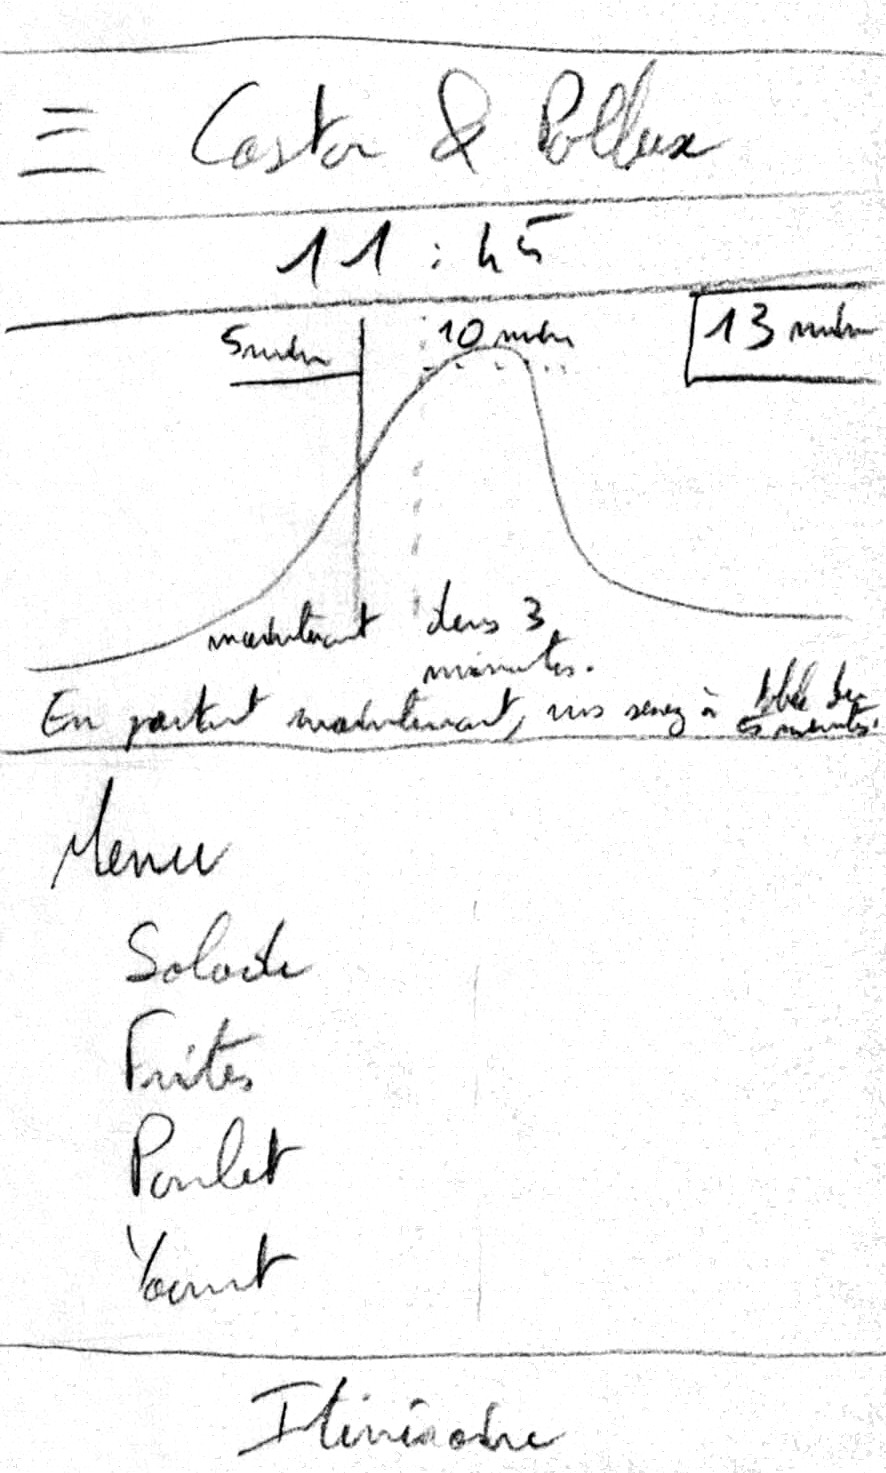 Castor & Pollux
11:45
5 min
10 min
13 min
maintenant
dans 3
minutes.
En partant maintenant, vous serez à table dans
5 minutes.
Menu
Salade
Frites
Poulet
Yaourt
Itinéraire